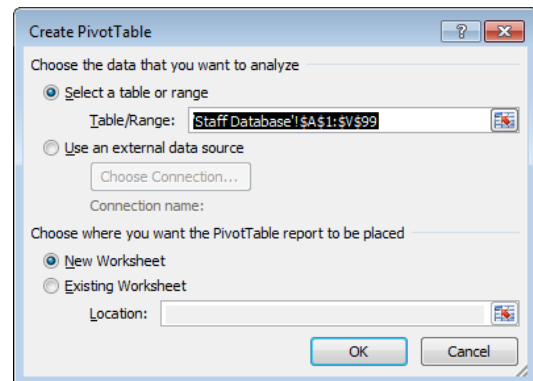 Create PivotTable
Choose the data that you want to analyze
Select a table or range
Table/Range: 'Staff Database'!$A$1:$V$99
Use an external data source
Choose Connection...
Connection name:
Choose where you want the PivotTable report to be placed
New Worksheet
Existing Worksheet
Location:
OK Cancel